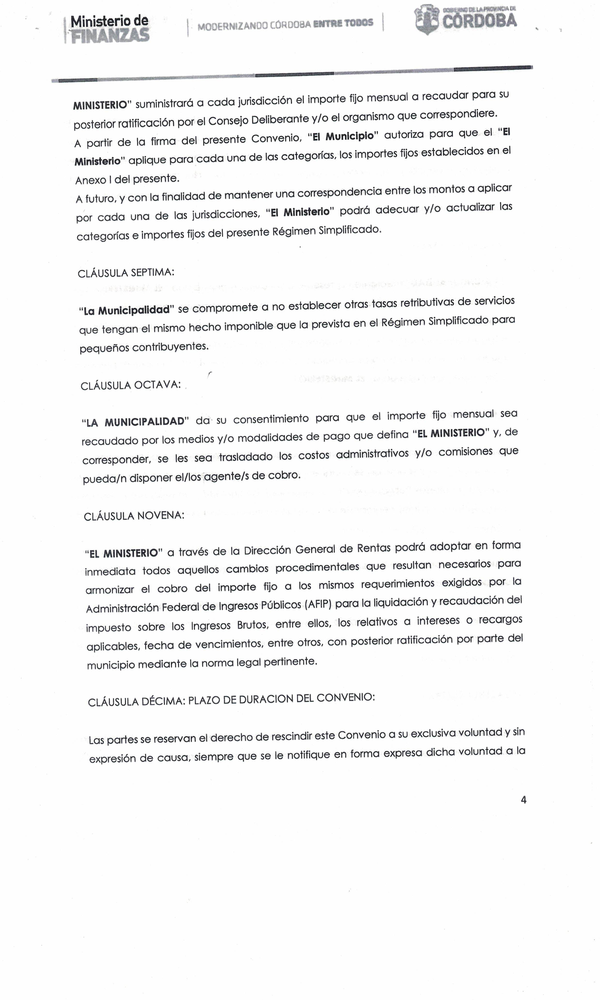 Ministerio de
FINANZAS
MODERNIZANDO CÓRDOBA ENTRE TODOS
GOBIERNO DE LA PROVINCIA DE
CÓRDOBA
MINISTERIO" suministrará a cada jurisdicción el importe fijo mensual a recaudar para su
posterior ratificación por el Consejo Deliberante y/o el organismo que correspondiere.
A partir de la firma del presente Convenio, "El Municipio" autoriza para que el "El
Ministerio" aplique para cada una de las categorías, los importes fijos establecidos en el
Anexo I del presente.
A futuro, y con la finalidad de mantener una correspondencia entre los montos a aplicar
por cada una de las jurisdicciones, "El Ministerio" podrá adecuar y/o actualizar las
categorías e importes fijos del presente Régimen Simplificado.
CLÁUSULA SEPTIMA:
"La Municipalidad" se compromete a no establecer otras tasas retributivas de servicios
que tengan el mismo hecho imponible que la prevista en el Régimen Simplificado para
pequeños contribuyentes.
CLÁUSULA OCTAVA:
"LA MUNICIPALIDAD" da su consentimiento para que el importe fijo mensual sea
recaudado por los medios y/o modalidades de pago que defina "EL MINISTERIO" y, de
corresponder, se les sea trasladado los costos administrativos y/o comisiones que
pueda/n disponer el/los agente/s de cobro.
CLÁUSULA NOVENA:
"EL MINISTERIO" a través de la Dirección General de Rentas podrá adoptar en forma
inmediata todos aquellos cambios procedimentales que resultan necesarios para
armonizar el cobro del importe fijo a los mismos requerimientos exigidos por la
Administración Federal de Ingresos Públicos (AFIP) para la liquidación y recaudación del
impuesto sobre los Ingresos Brutos, entre ellos, los relativos a intereses o recargos
aplicables, fecha de vencimientos, entre otros, con posterior ratificación por parte del
municipio mediante la norma legal pertinente.
CLÁUSULA DÉCIMA: PLAZO DE DURACION DEL CONVENIO:
Las partes se reservan el derecho de rescindir este Convenio a su exclusiva voluntad y sin
expresión de causa, siempre que se le notifique en forma expresa dicha voluntad a la
4